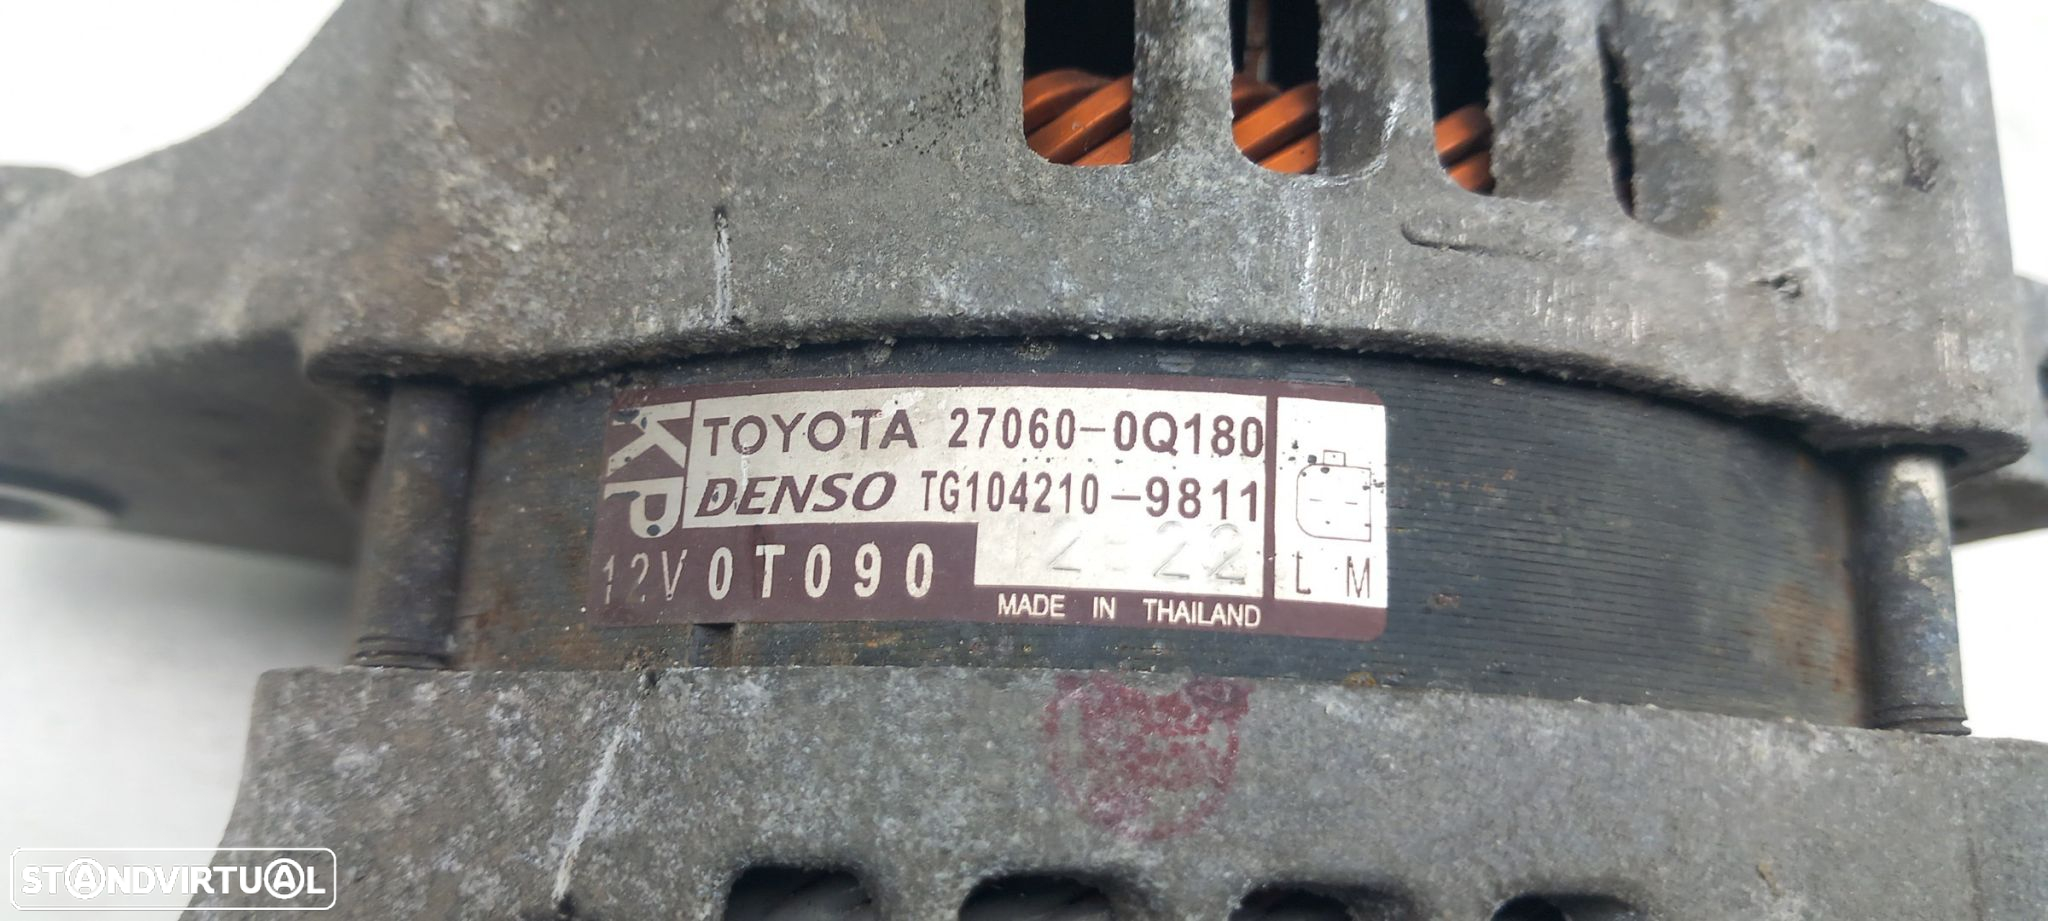 KP
TOYOTA 27060-0Q180
DENSO TG104210-9811
12V 0T090
MADE IN THAILAND
L M
STANDVIRTUAL